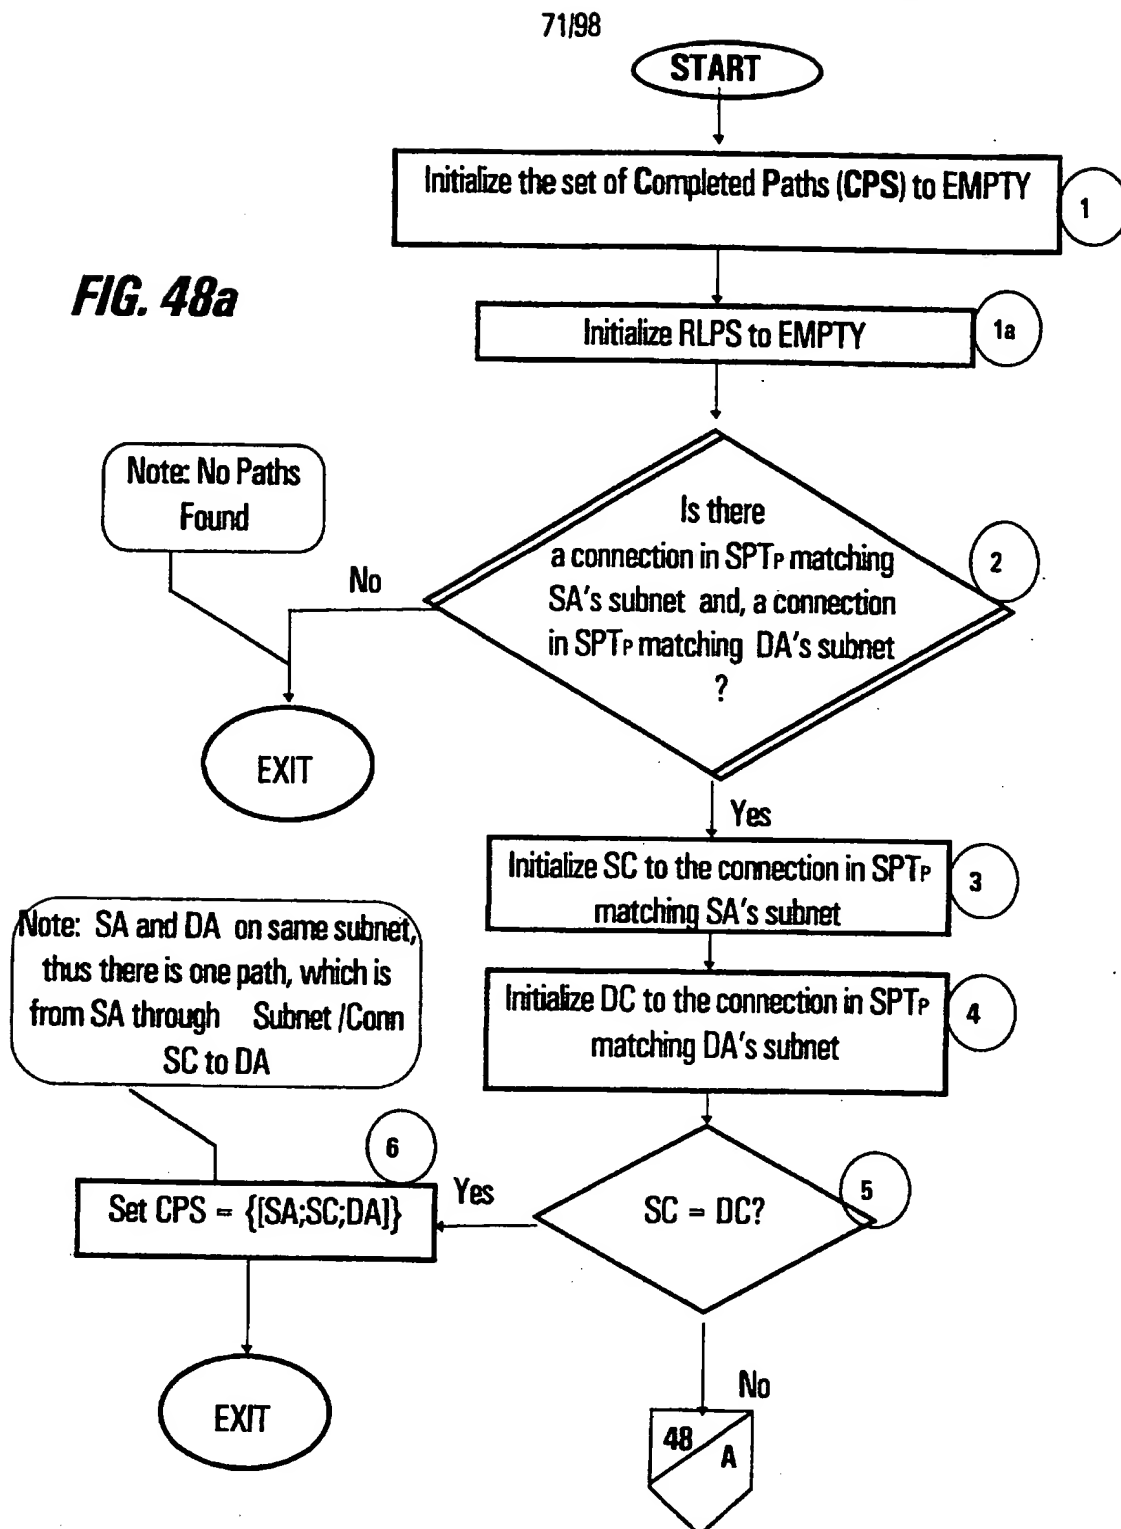 71/98
START
Initialize the set of Completed Paths (CPS) to EMPTY
1
FIG. 48a
Initialize RLPS to EMPTY
1a
Note: No Paths
Found
Is there
a connection in SPTP matching
SA's subnet and, a connection
in SPTP matching DA's subnet
?
2
No
EXIT
Yes
Initialize SC to the connection in SPTP
matching SA's subnet
3
Note: SA and DA on same subnet,
thus there is one path, which is
from SA through Subnet /Conn
SC to DA
Initialize DC to the connection in SPTP
matching DA's subnet
4
6
Set CPS = {[SA;SC;DA]}
Yes
SC = DC?
5
No
EXIT
48
A